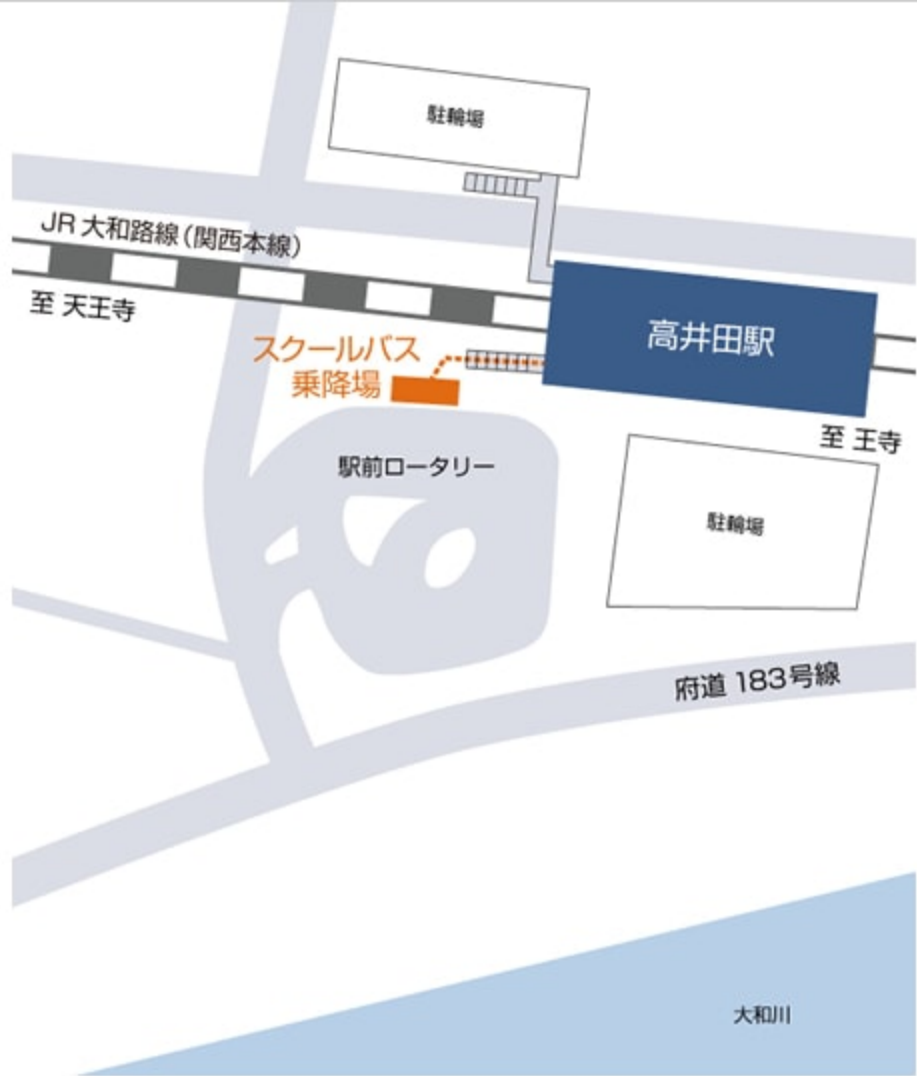 駐輪場
JR 大和路線（関西本線）
至 天王寺
高井田駅
スクールバス
乗降場
至 王寺
駅前ロータリー
駐輪場
府道 183号線
大和川